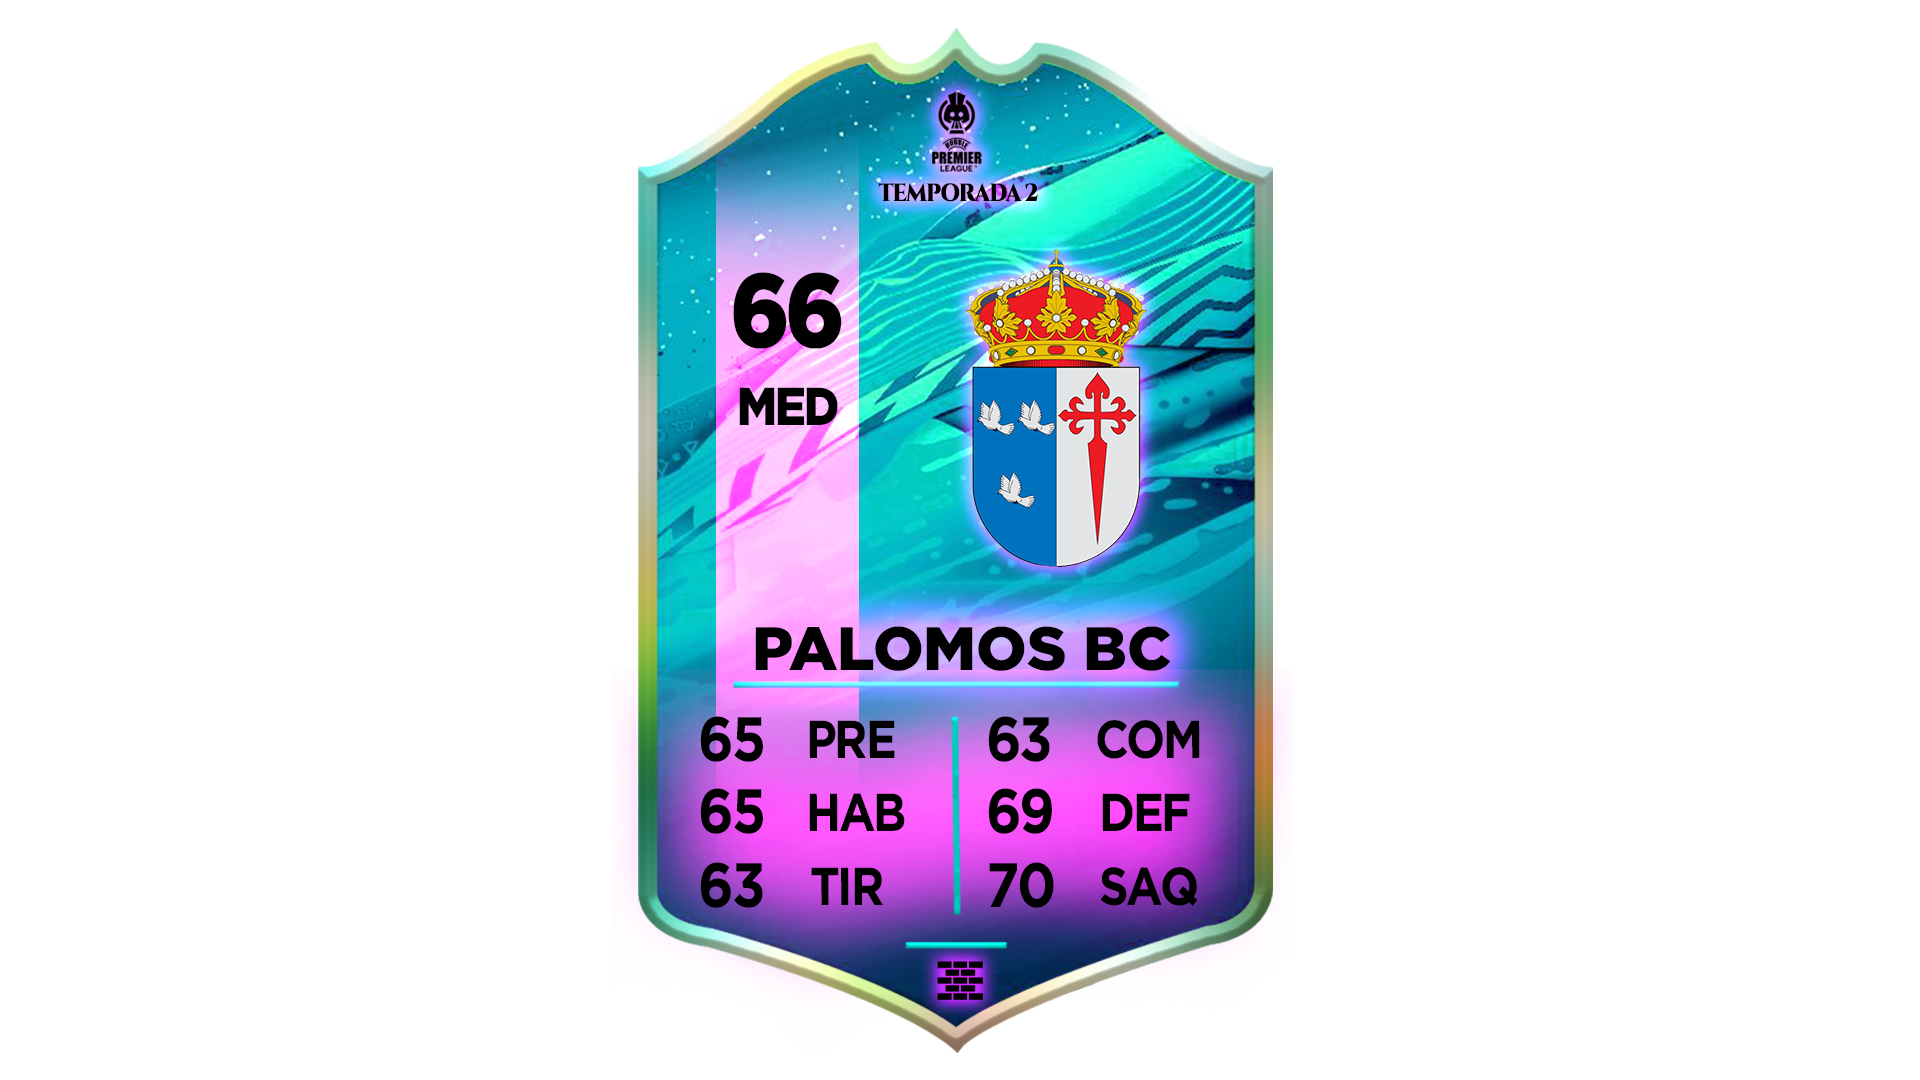 PREMIER
LEAGUE™
TEMPORADA 2
66
MED
PALOMOS BC
65 PRE 63 COM
65 HAB 69 DEF
63 TIR 70 SAQ